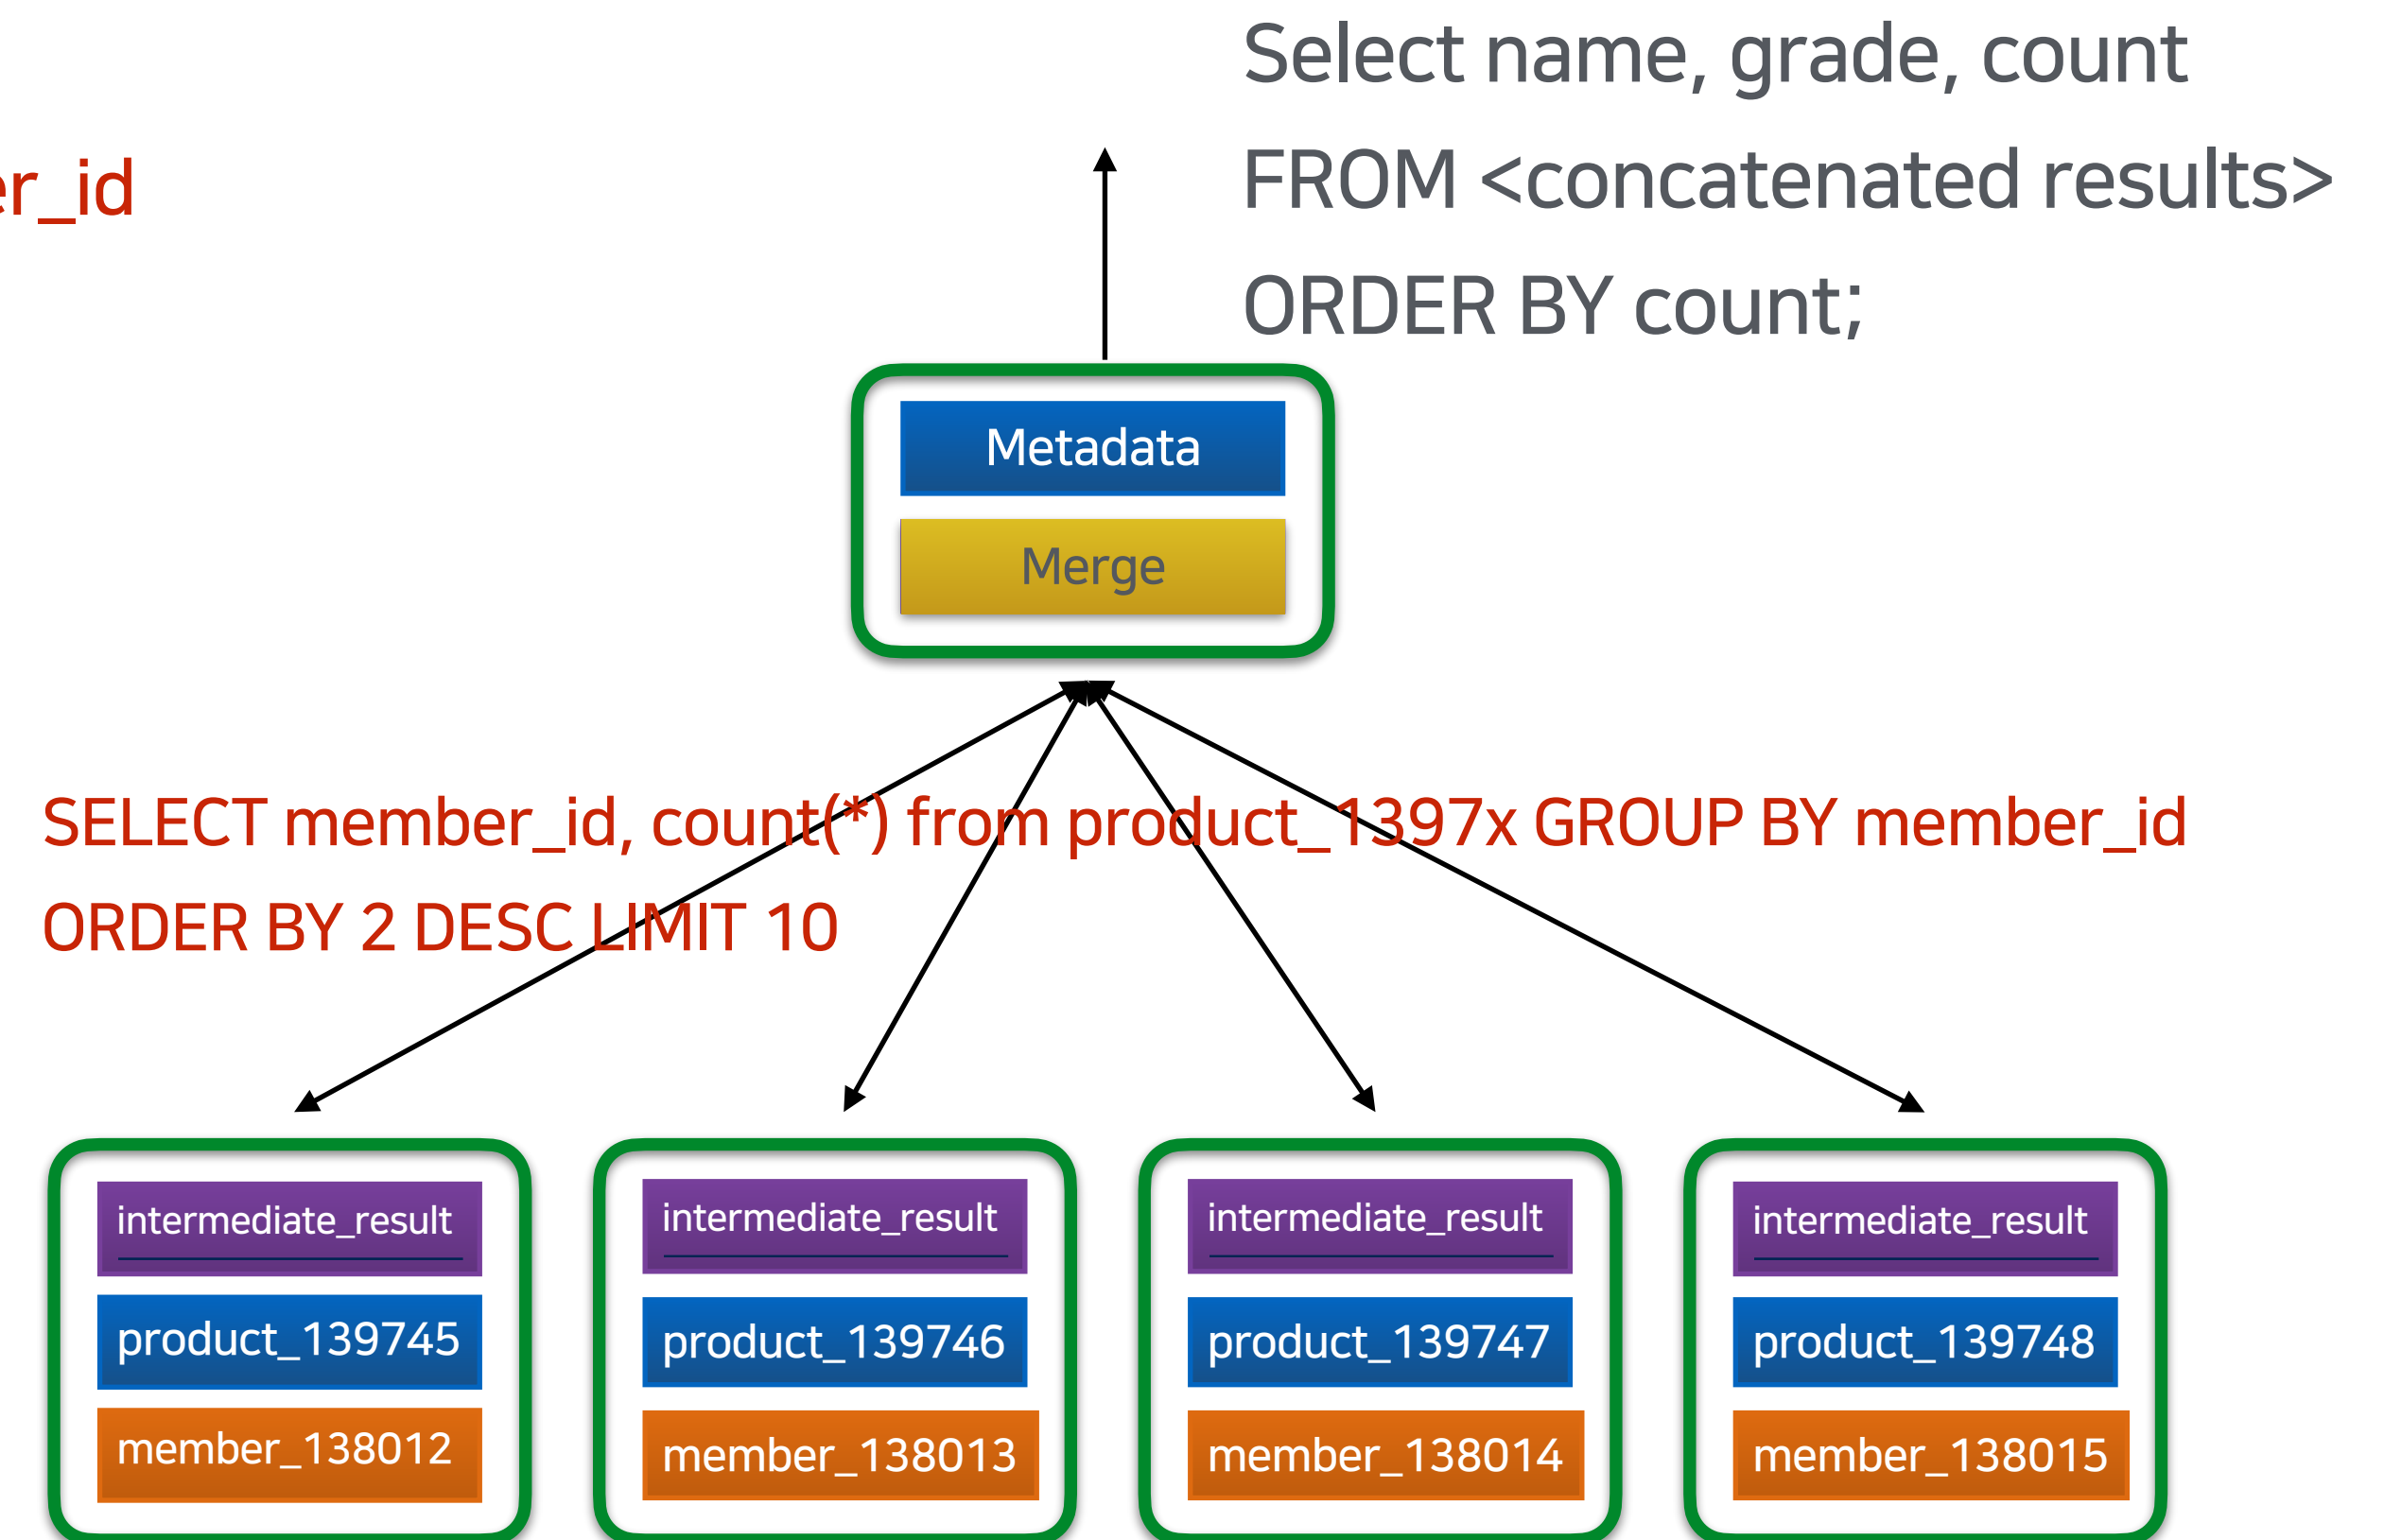 Select name, grade, count
FROM <concatenated results>
ORDER BY count;
er_id
Metadata
Merge
SELECT member_id, count(*) from product_1397x GROUP BY member_id
ORDER BY 2 DESC LIMIT 10
intermediate_result
product_139745
member_138012
intermediate_result
product_139746
member_138013
intermediate_result
product_139747
member_138014
intermediate_result
product_139748
member_138015